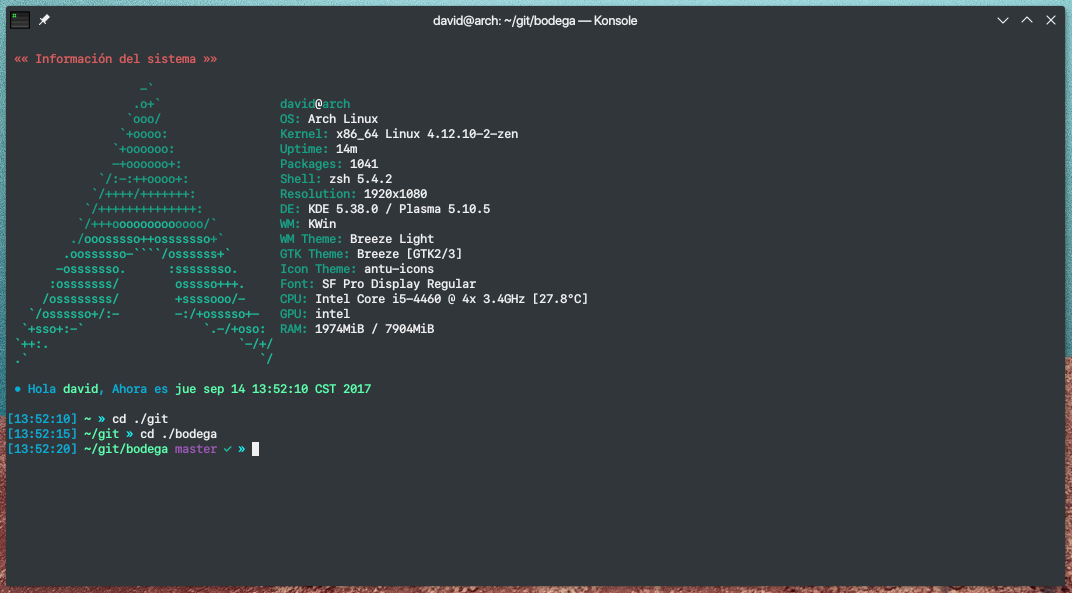 david@arch: ~/git/bodega — Konsole
«« Información del sistema »»
-`
.o+`
`ooo/
`+oooo:
`+oooooo:
-+oooooo+:
`/:-:++oooo+:
`/++++/+++++++:
`/++++++++++++++:
`/+++ooooooooooooo/`
./ooosssso++osssssso+`
.oossssso-````/ossssss+`
-osssssso.      :ssssssso.
:osssssss/        osssso+++.
/ossssssss/        +ssssooo/-
`/ossssso+/:-        -:/+osssso+-
`+sso+:-`                 `.-/+oso:
`++:.                           `-/+/
.`                                 `/
david@arch
OS: Arch Linux
Kernel: x86_64 Linux 4.12.10-2-zen
Uptime: 14m
Packages: 1041
Shell: zsh 5.4.2
Resolution: 1920x1080
DE: KDE 5.38.0 / Plasma 5.10.5
WM: KWin
WM Theme: Breeze Light
GTK Theme: Breeze [GTK2/3]
Icon Theme: antu-icons
Font: SF Pro Display Regular
CPU: Intel Core i5-4460 @ 4x 3.4GHz [27.8°C]
GPU: intel
RAM: 1974MiB / 7904MiB
● Hola david, Ahora es jue sep 14 13:52:10 CST 2017
[13:52:10] ~ » cd ./git
[13:52:15] ~/git » cd ./bodega
[13:52:20] ~/git/bodega master ✓ »